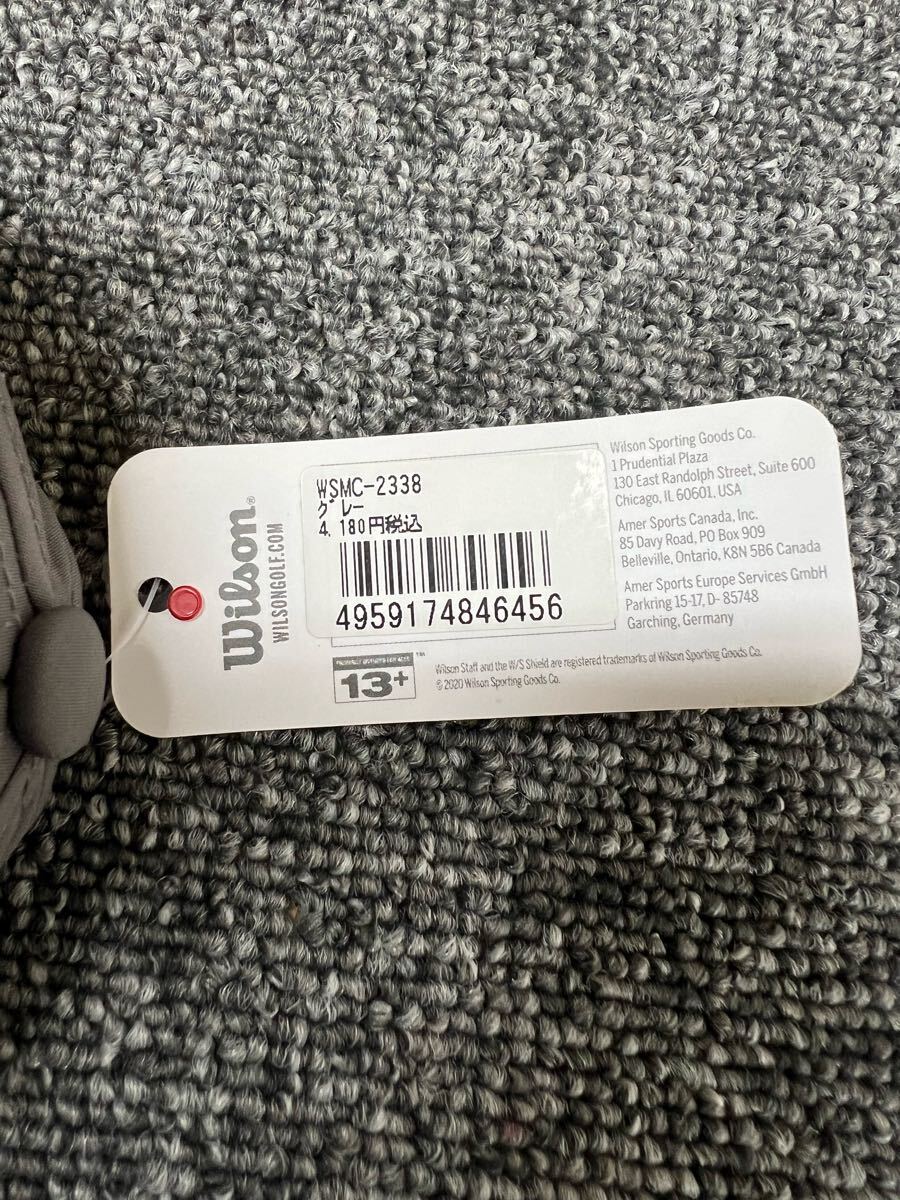 Wilson®
WILSONGOLF.COM
WSMC-2338
グレー
4,180円税込
4959174846456
13+
Wilson Sporting Goods Co.
1 Prudential Plaza
130 East Randolph Street, Suite 600
Chicago, IL 60601, USA
Amer Sports Canada, Inc.
85 Davy Road, PO Box 909
Belleville, Ontario, K8N 5B6 Canada
Amer Sports Europe Services GmbH
Parkring 15-17, D- 85748
Garching, Germany
Wilson Staff and the W/S Shield are registered trademarks of Wilson Sporting Goods Co.
© 2020 Wilson Sporting Goods Co.